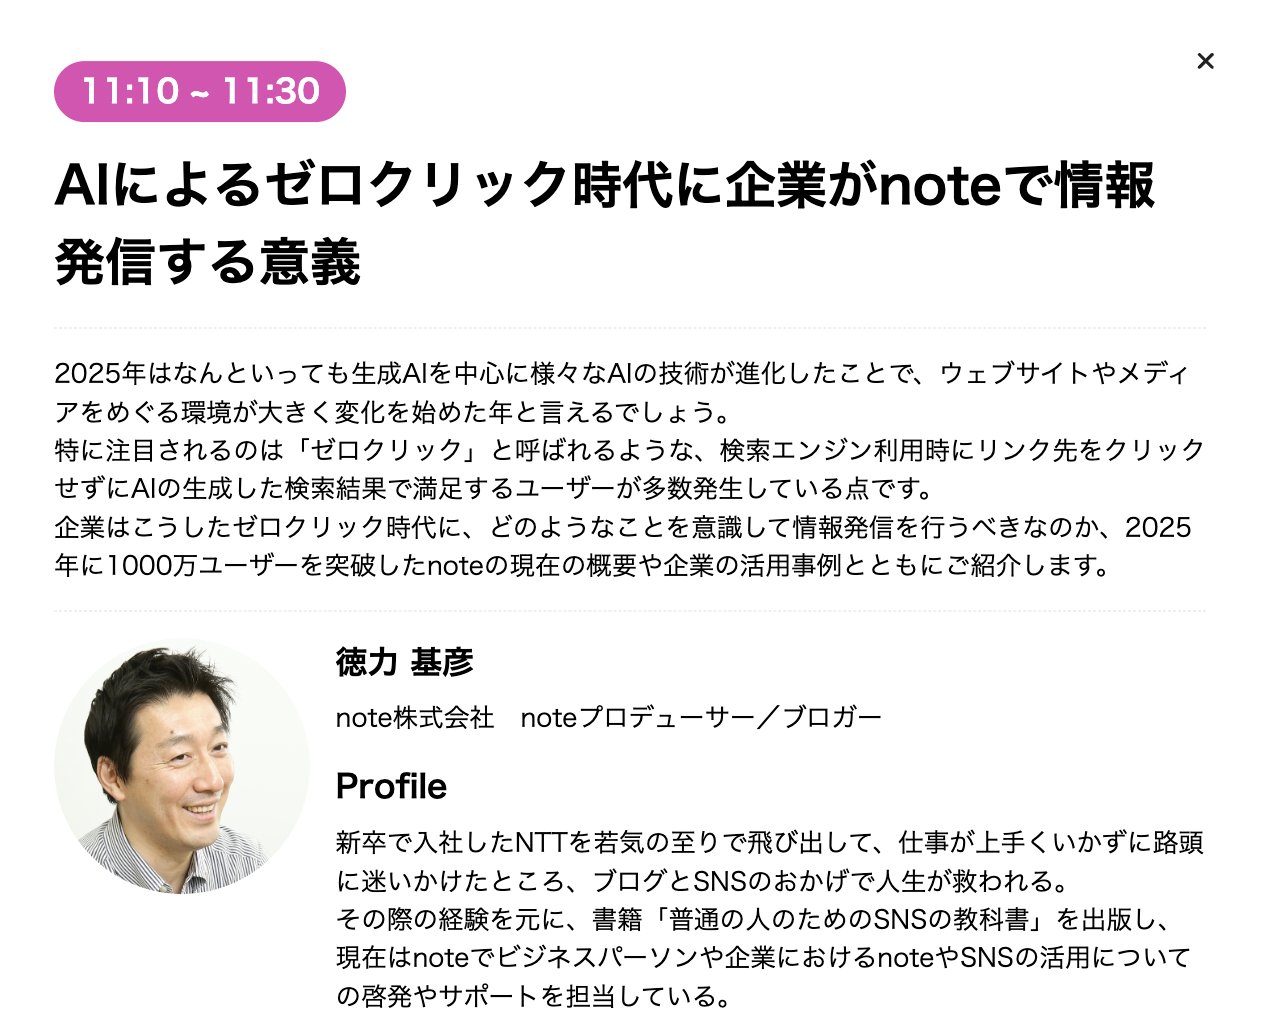 11:10 ~ 11:30
AIによるゼロクリック時代に企業がnoteで情報
発信する意義
2025年はなんといっても生成AIを中心に様々なAIの技術が進化したことで、ウェブサイトやメディ
アをめぐる環境が大きく変化を始めた年と言えるでしょう。
特に注目されるのは「ゼロクリック」と呼ばれるような、検索エンジン利用時にリンク先をクリック
せずにAIの生成した検索結果で満足するユーザーが多数発生している点です。
企業はこうしたゼロクリック時代に、どのようなことを意識して情報発信を行うべきなのか、2025
年に1000万ユーザーを突破したnoteの現在の概要や企業の活用事例とともにご紹介します。
徳力 基彦
note株式会社　noteプロデューサー／ブロガー
Profile
新卒で入社したNTTを若気の至りで飛び出して、仕事が上手くいかずに路頭
に迷いかけたところ、ブログとSNSのおかげで人生が救われる。
その際の経験を元に、書籍「普通の人のためのSNSの教科書」を出版し、
現在はnoteでビジネスパーソンや企業におけるnoteやSNSの活用について
の啓発やサポートを担当している。